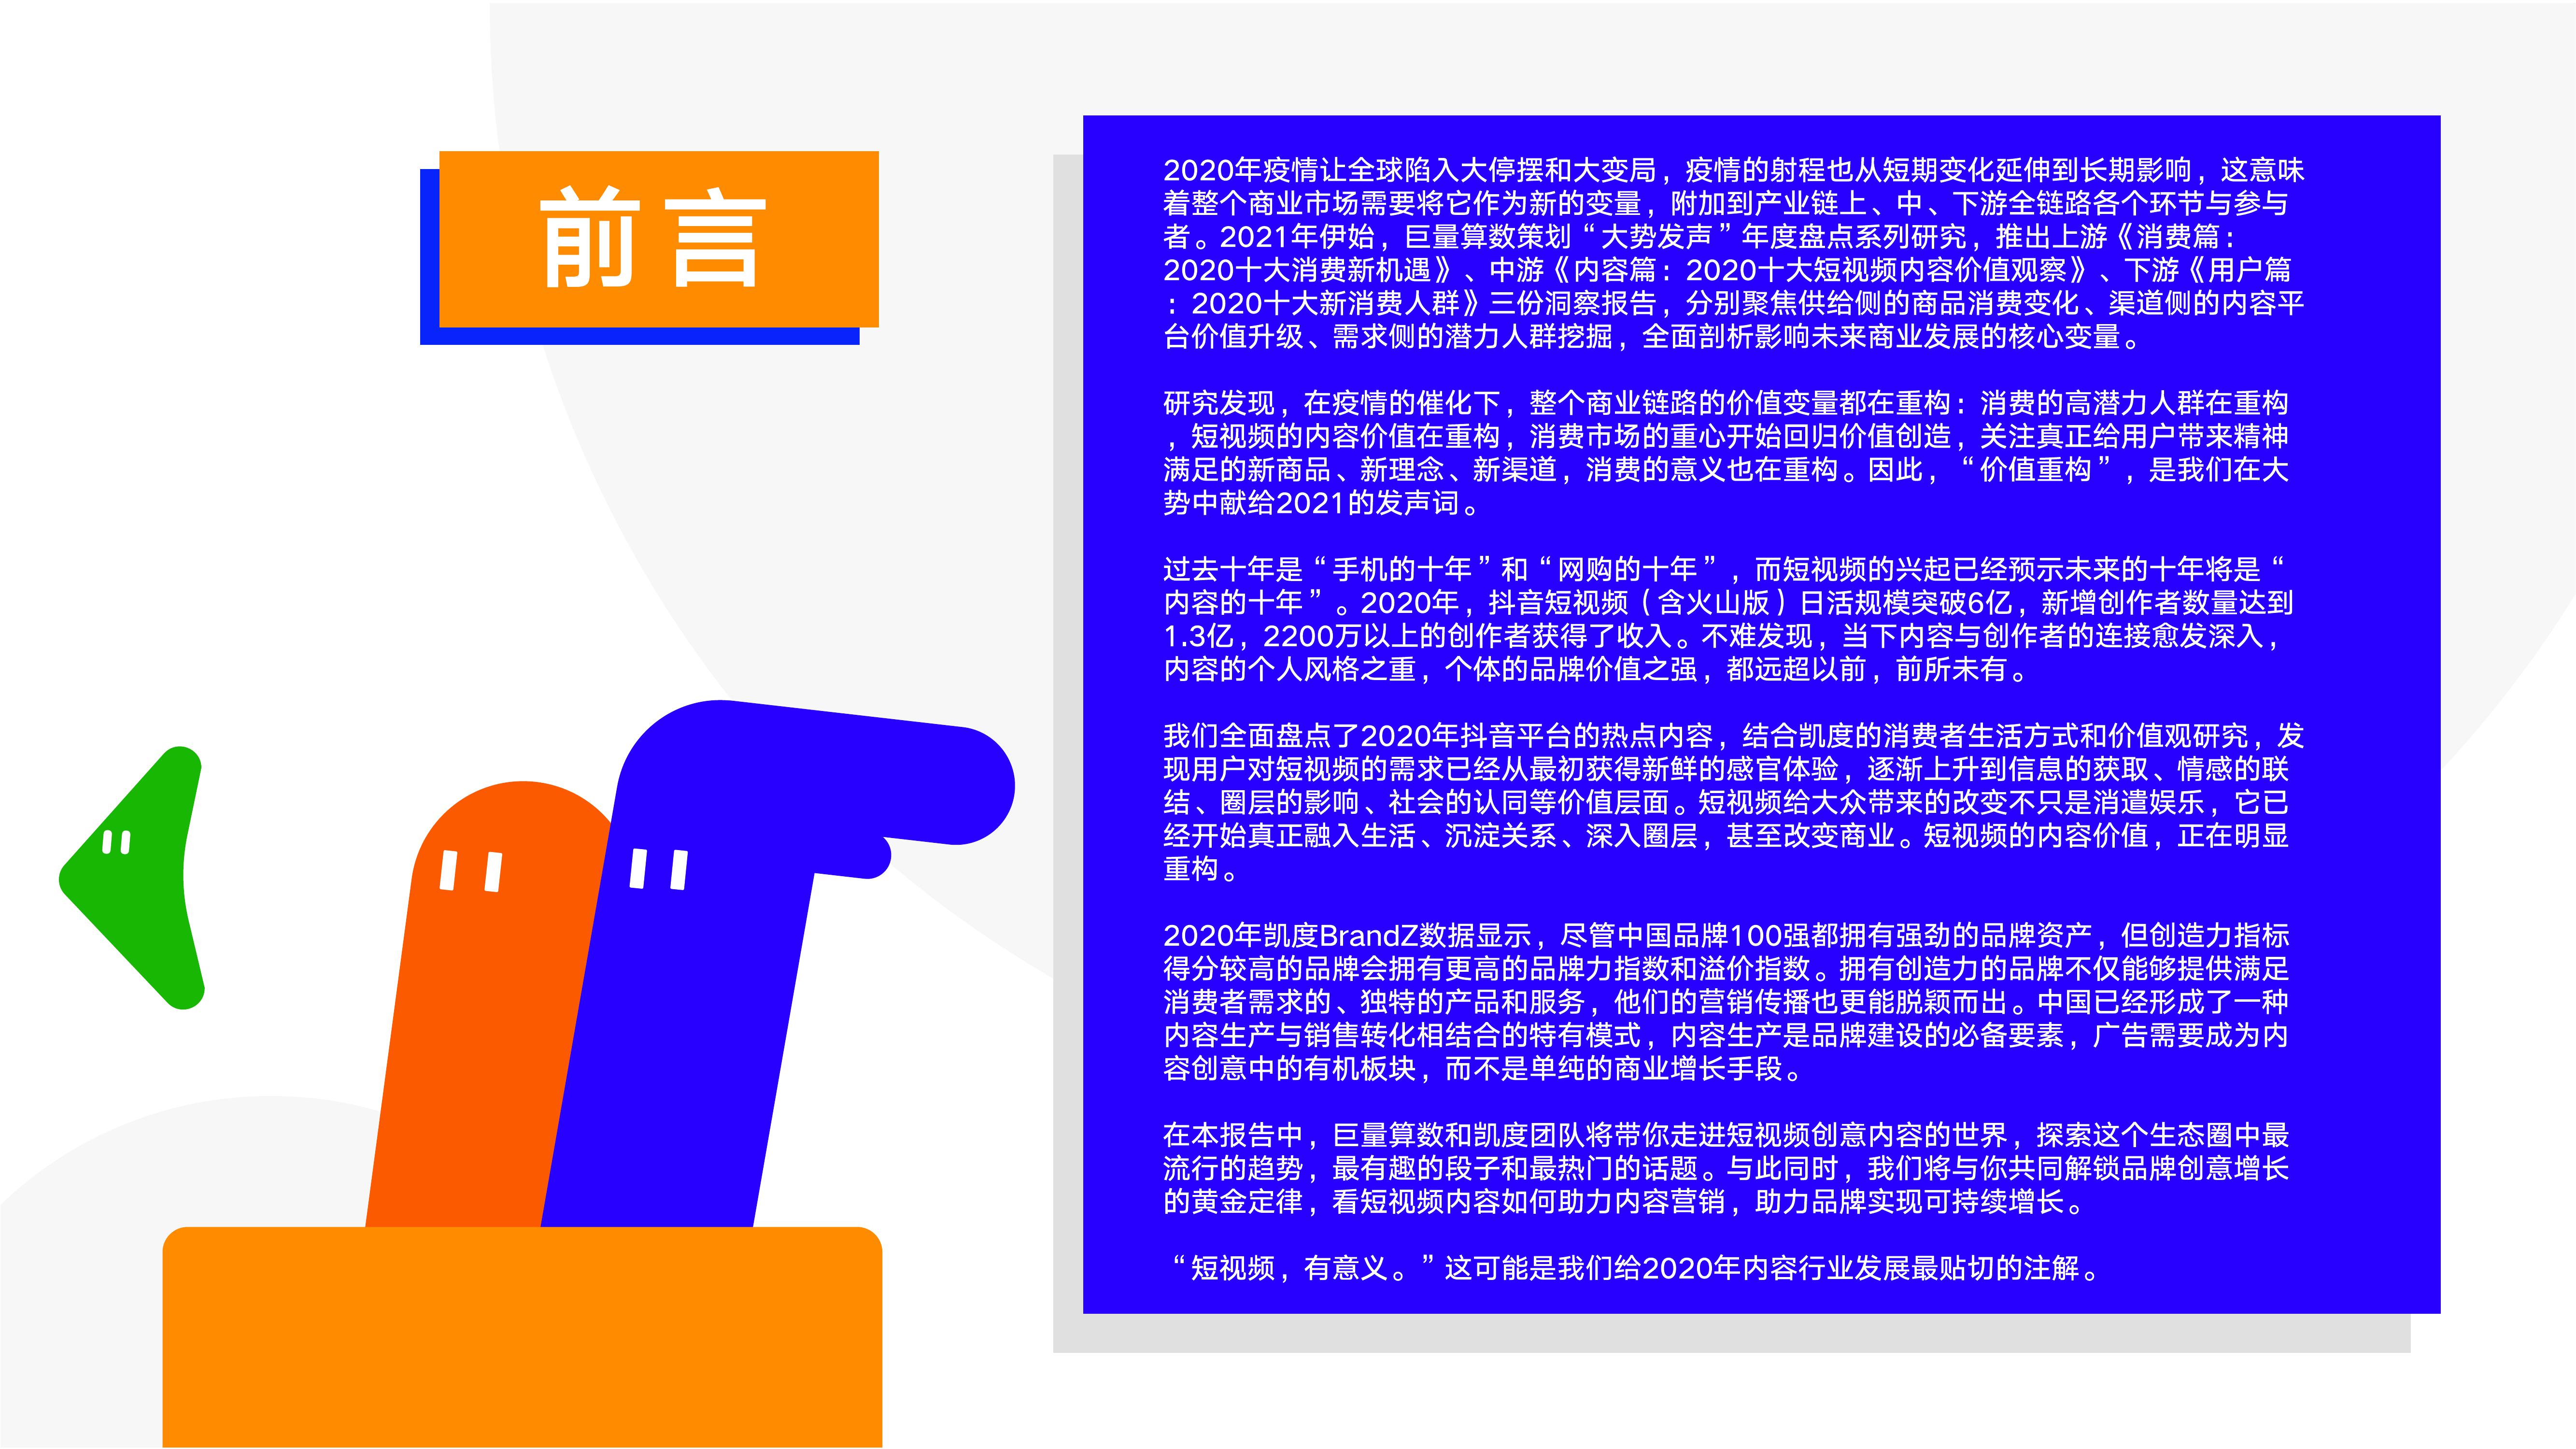 前言
2020年疫情让全球陷入大停摆和大变局，疫情的射程也从短期变化延伸到长期影响，这意味
着整个商业市场需要将它作为新的变量，附加到产业链上、中、下游全链路各个环节与参与
者。2021年伊始，巨量算数策划“大势发声”年度盘点系列研究，推出上游《消费篇：
2020十大消费新机遇》、中游《内容篇：2020十大短视频内容价值观察》、下游《用户篇
：2020十大新消费人群》三份洞察报告，分别聚焦供给侧的商品消费变化、渠道侧的内容平
台价值升级、需求侧的潜力人群挖掘，全面剖析影响未来商业发展的核心变量。
研究发现，在疫情的催化下，整个商业链路的价值变量都在重构：消费的高潜力人群在重构
，短视频的内容价值在重构，消费市场的重心开始回归价值创造，关注真正给用户带来精神
满足的新商品、新理念、新渠道，消费的意义也在重构。因此，“价值重构”，是我们在大
势中献给2021的发声词。
过去十年是“手机的十年”和“网购的十年”，而短视频的兴起已经预示未来的十年将是“
内容的十年”。2020年，抖音短视频（含火山版）日活规模突破6亿，新增创作者数量达到
1.3亿，2200万以上的创作者获得了收入。不难发现，当下内容与创作者的连接愈发深入，
内容的个人风格之重，个体的品牌价值之强，都远超以前，前所未有。
我们全面盘点了2020年抖音平台的热点内容，结合凯度的消费者生活方式和价值观研究，发
现用户对短视频的需求已经从最初获得新鲜的感官体验，逐渐上升到信息的获取、情感的联
结、圈层的影响、社会的认同等价值层面。短视频给大众带来的改变不只是消遣娱乐，它已
经开始真正融入生活、沉淀关系、深入圈层，甚至改变商业。短视频的内容价值，正在明显
重构。
2020年凯度BrandZ数据显示，尽管中国品牌100强都拥有强劲的品牌资产，但创造力指标
得分较高的品牌会拥有更高的品牌力指数和溢价指数。拥有创造力的品牌不仅能够提供满足
消费者需求的、独特的产品和服务，他们的营销传播也更能脱颖而出。中国已经形成了一种
内容生产与销售转化相结合的特有模式，内容生产是品牌建设的必备要素，广告需要成为内
容创意中的有机板块，而不是单纯的商业增长手段。
在本报告中，巨量算数和凯度团队将带你走进短视频创意内容的世界，探索这个生态圈中最
流行的趋势，最有趣的段子和最热门的话题。与此同时，我们将与你共同解锁品牌创意增长
的黄金定律，看短视频内容如何助力内容营销，助力品牌实现可持续增长。
“短视频，有意义。”这可能是我们给2020年内容行业发展最贴切的注解。